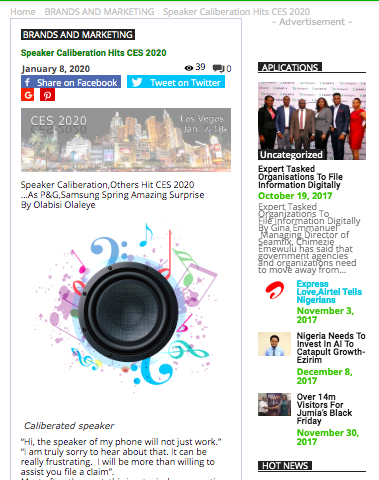 Home BRANDS AND MARKETING Speaker Caliberation Hits CES 2020
- Advertisement -
BRANDS AND MARKETING
Speaker Caliberation Hits CES 2020
January 8, 2020
39
0
Share on Facebook
Tweet on Twitter
CES 2020
Las Vegas
Jan 7-18
Speaker Caliberation,Others Hit CES 2020
...As P&G,Samsung Spring Amazing Surprise
By Olabisi Olaleye
Caliberated speaker
“Hi, the speaker of my phone will not just work.”
“I am truly sorry to hear about that. It can be
really frustrating. I will be more than willing to
assist you file a claim”.
APLICATIONS
Uncategorized
Expert Tasked
Organisations To File
Information Digitally
October 19, 2017
Expert Tasked
Organizations To
File Information Digitally
By Gina Emmanuel
Managing Director of
Seamfix, Chimezie
Emewulu has said that
government agencies
and organizations need
to move away from...
Express
Love,Airtel Tells
Nigerians
November 3,
2017
Nigeria Needs To
Invest In AI To
Catapult Growth-
Ezirim
December 8,
2017
Over 14m
Visitors For
Jumia’s Black
Friday
November 30,
2017
HOT NEWS